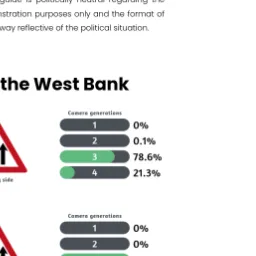 guide is politically neutral regarding the
nstration purposes only and the format of
way reflective of the political situation.
the West Bank
Camera generations
1 0%
2 0.1%
3 78.6%
4 21.3%
g side
Camera generations
1 0%
2 0%
3